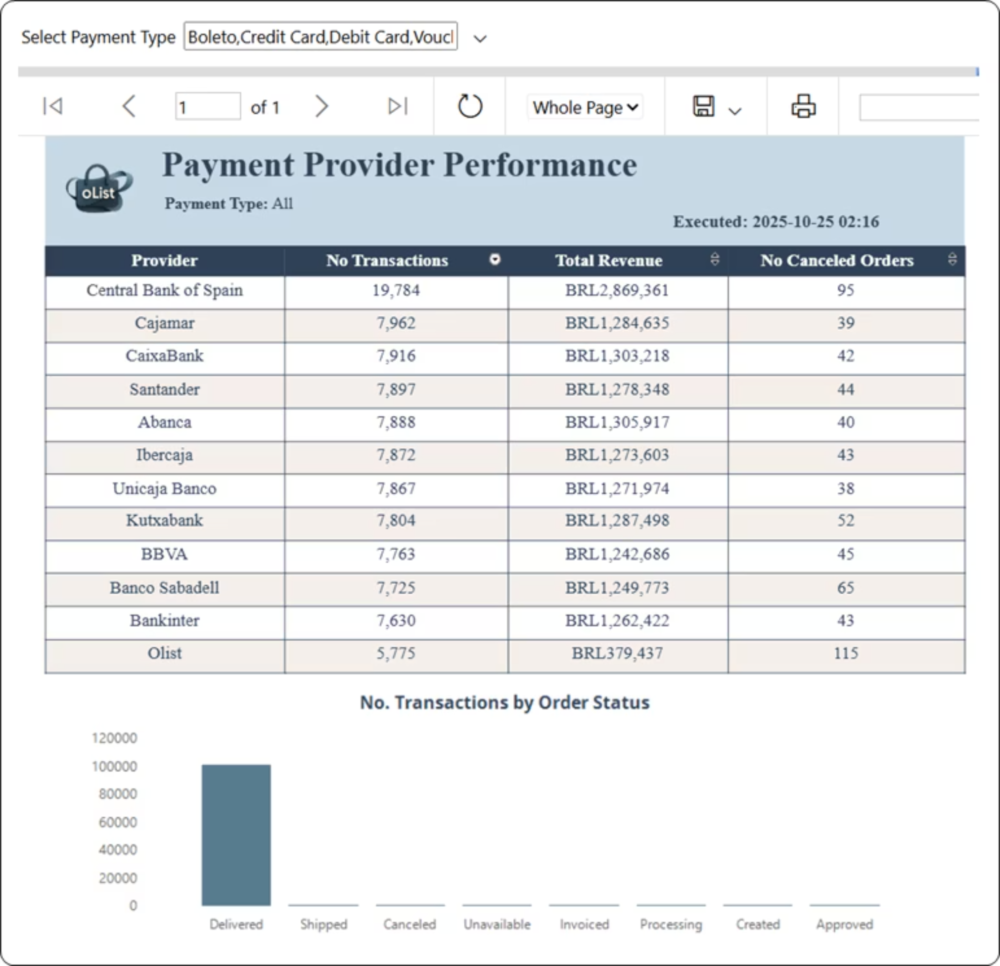 Select Payment Type Boleto,Credit Card,Debit Card,Voucl
1 of 1 Whole Page
Payment Provider Performance
oList
Payment Type: All
Executed: 2025-10-25 02:16
Provider No Transactions Total Revenue No Canceled Orders
Central Bank of Spain 19,784 BRL2,869,361 95
Cajamar 7,962 BRL1,284,635 39
CaixaBank 7,916 BRL1,303,218 42
Santander 7,897 BRL1,278,348 44
Abanca 7,888 BRL1,305,917 40
Ibercaja 7,872 BRL1,273,603 43
Unicaja Banco 7,867 BRL1,271,974 38
Kutxabank 7,804 BRL1,287,498 52
BBVA 7,763 BRL1,242,686 45
Banco Sabadell 7,725 BRL1,249,773 65
Bankinter 7,630 BRL1,262,422 43
Olist 5,775 BRL379,437 115
No. Transactions by Order Status
120000
100000
80000
60000
40000
20000
0
Delivered Shipped Canceled Unavailable Invoiced Processing Created Approved